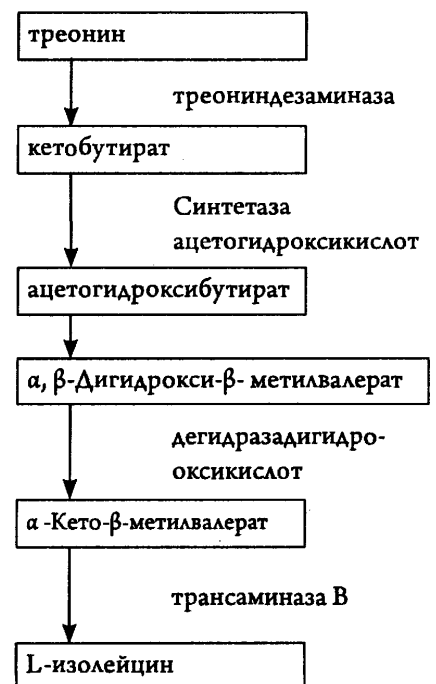 треонин
треониндезаминаза
кетобутират
Синтетаза
ацетогидроксикислот
ацетогидроксибутират
α, β-Дигидрокси-β- метилвалерат
дегидразадигидро-
оксикислот
α -Кето-β-метилвалерат
трансаминаза В
L-изолейцин